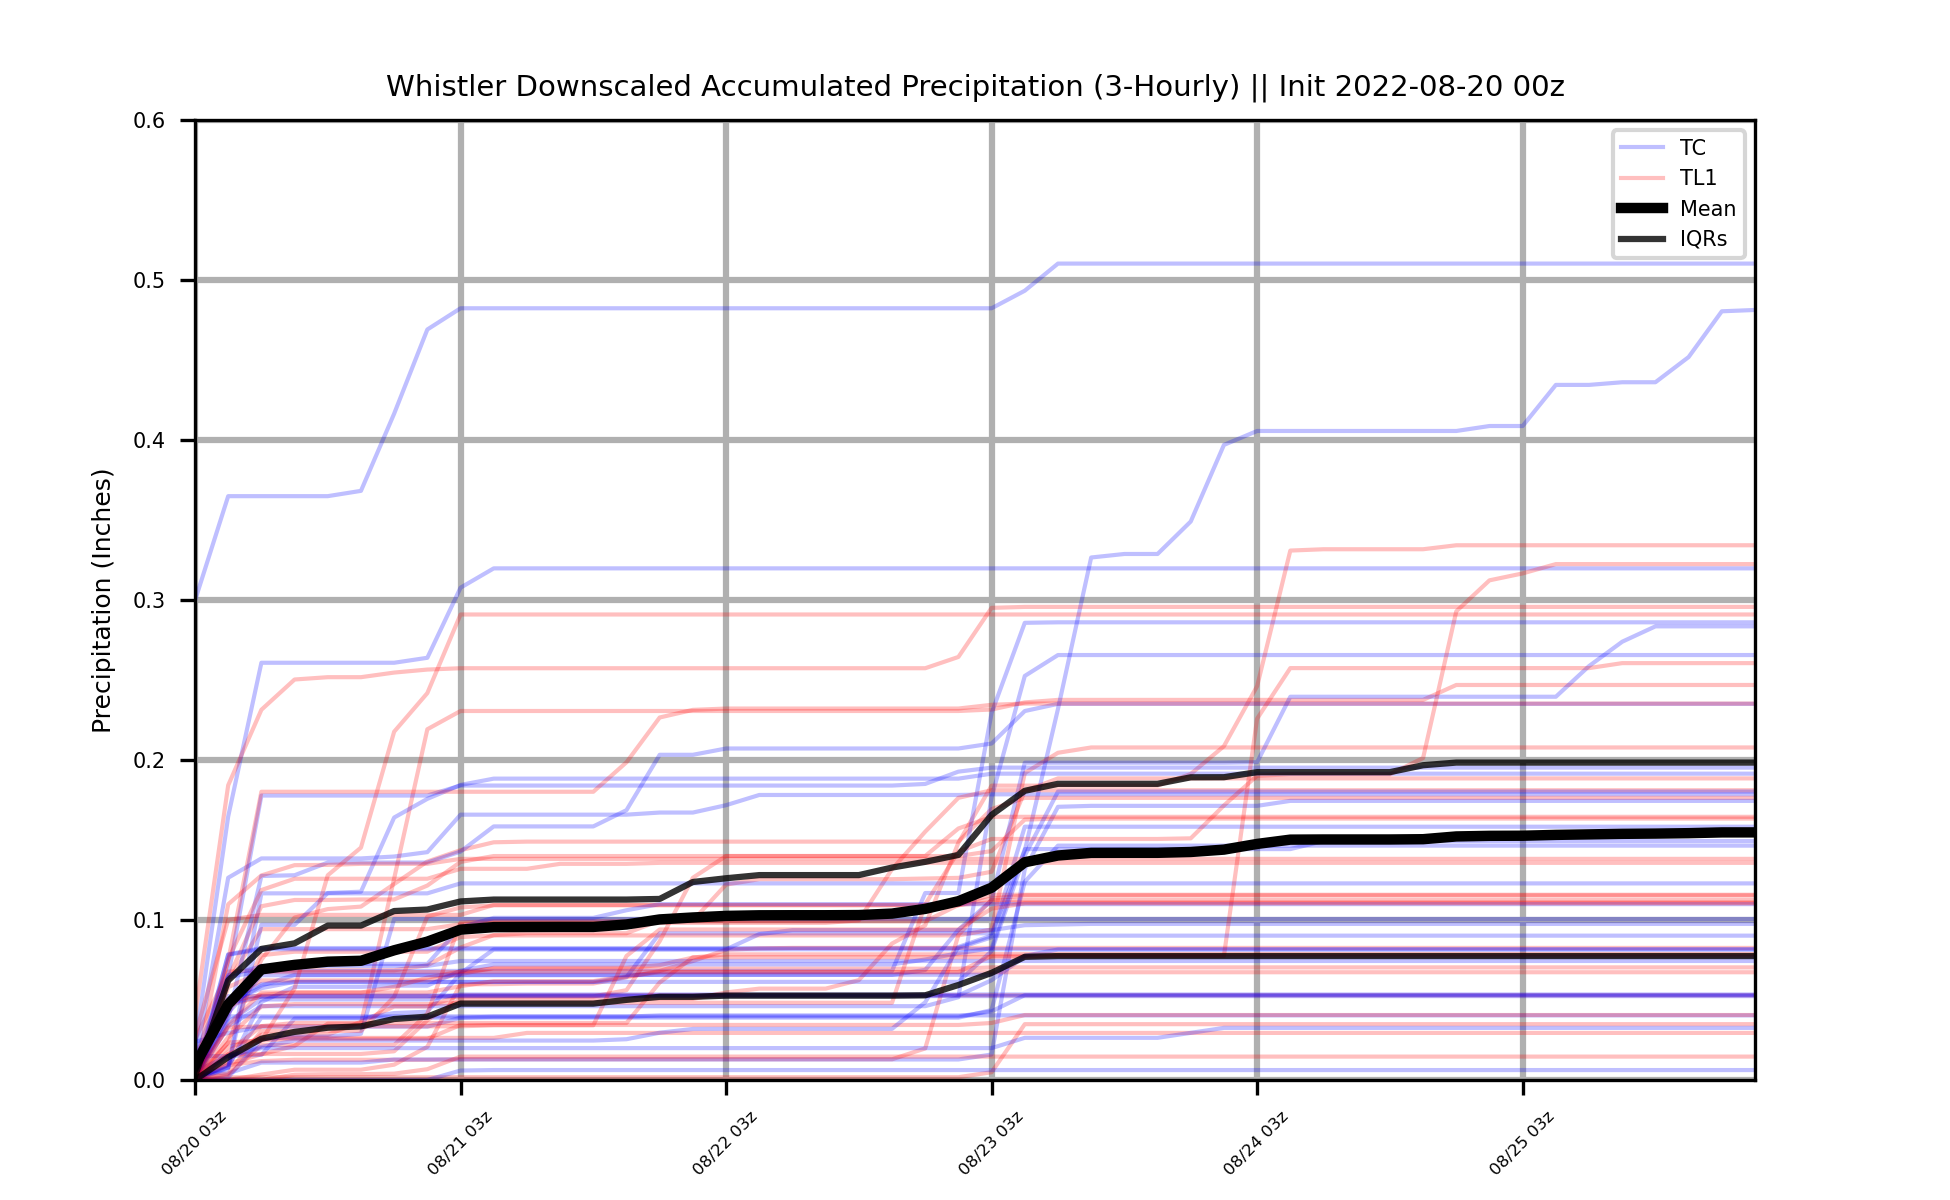 Whistler Downscaled Accumulated Precipitation (3-Hourly) || Init 2022-08-20 00z
TC
TL1
Mean
IQRs
Precipitation (Inches)
0.6
0.5
0.4
0.3
0.2
0.1
0.0
08/20 03z
08/21 03z
08/22 03z
08/23 03z
08/24 03z
08/25 03z